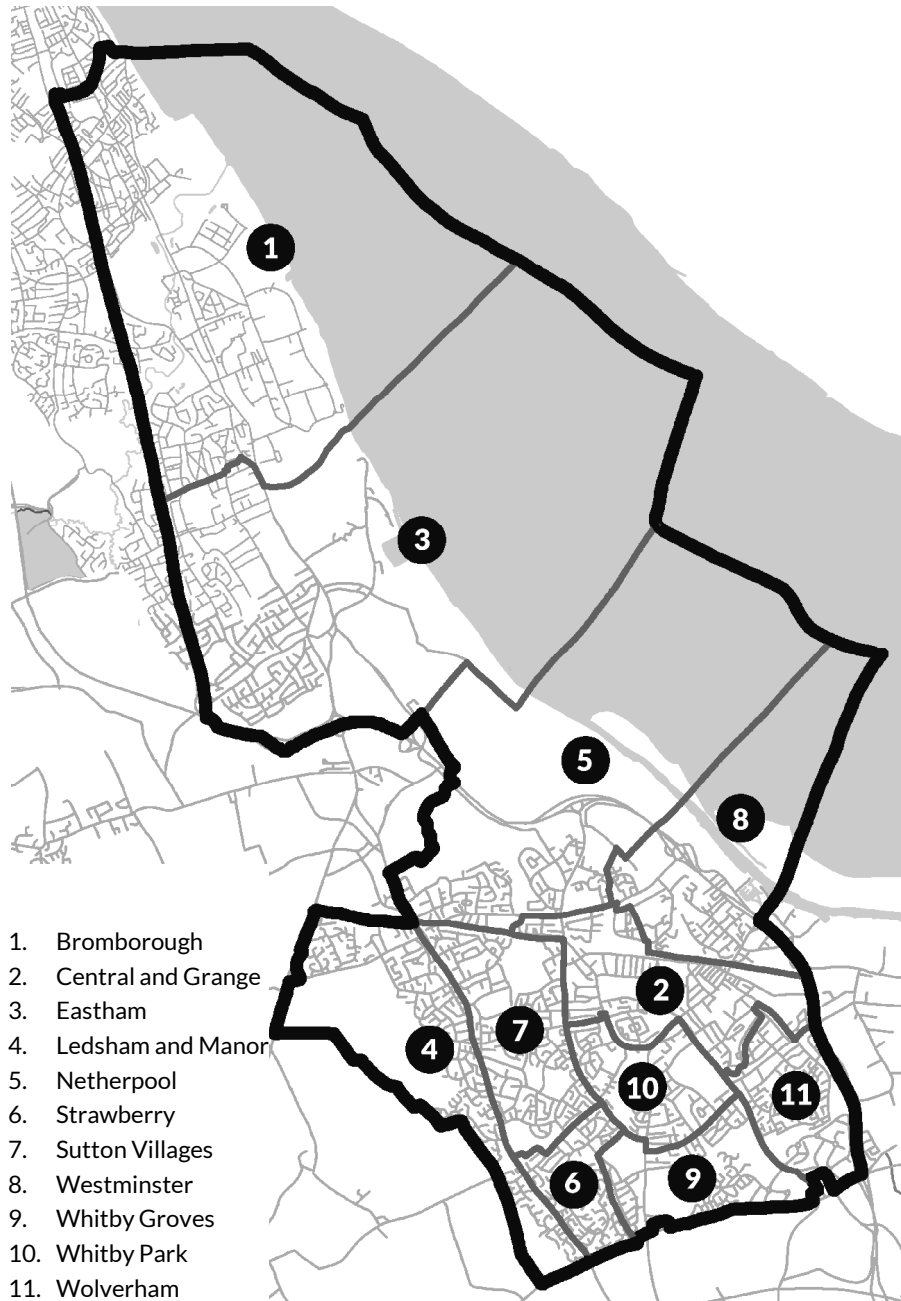 1
3
5
8
2
7
4
10
11
6
9
1. Bromborough
2. Central and Grange
3. Eastham
4. Ledsham and Manor
5. Netherpool
6. Strawberry
7. Sutton Villages
8. Westminster
9. Whitby Groves
10. Whitby Park
11. Wolverham